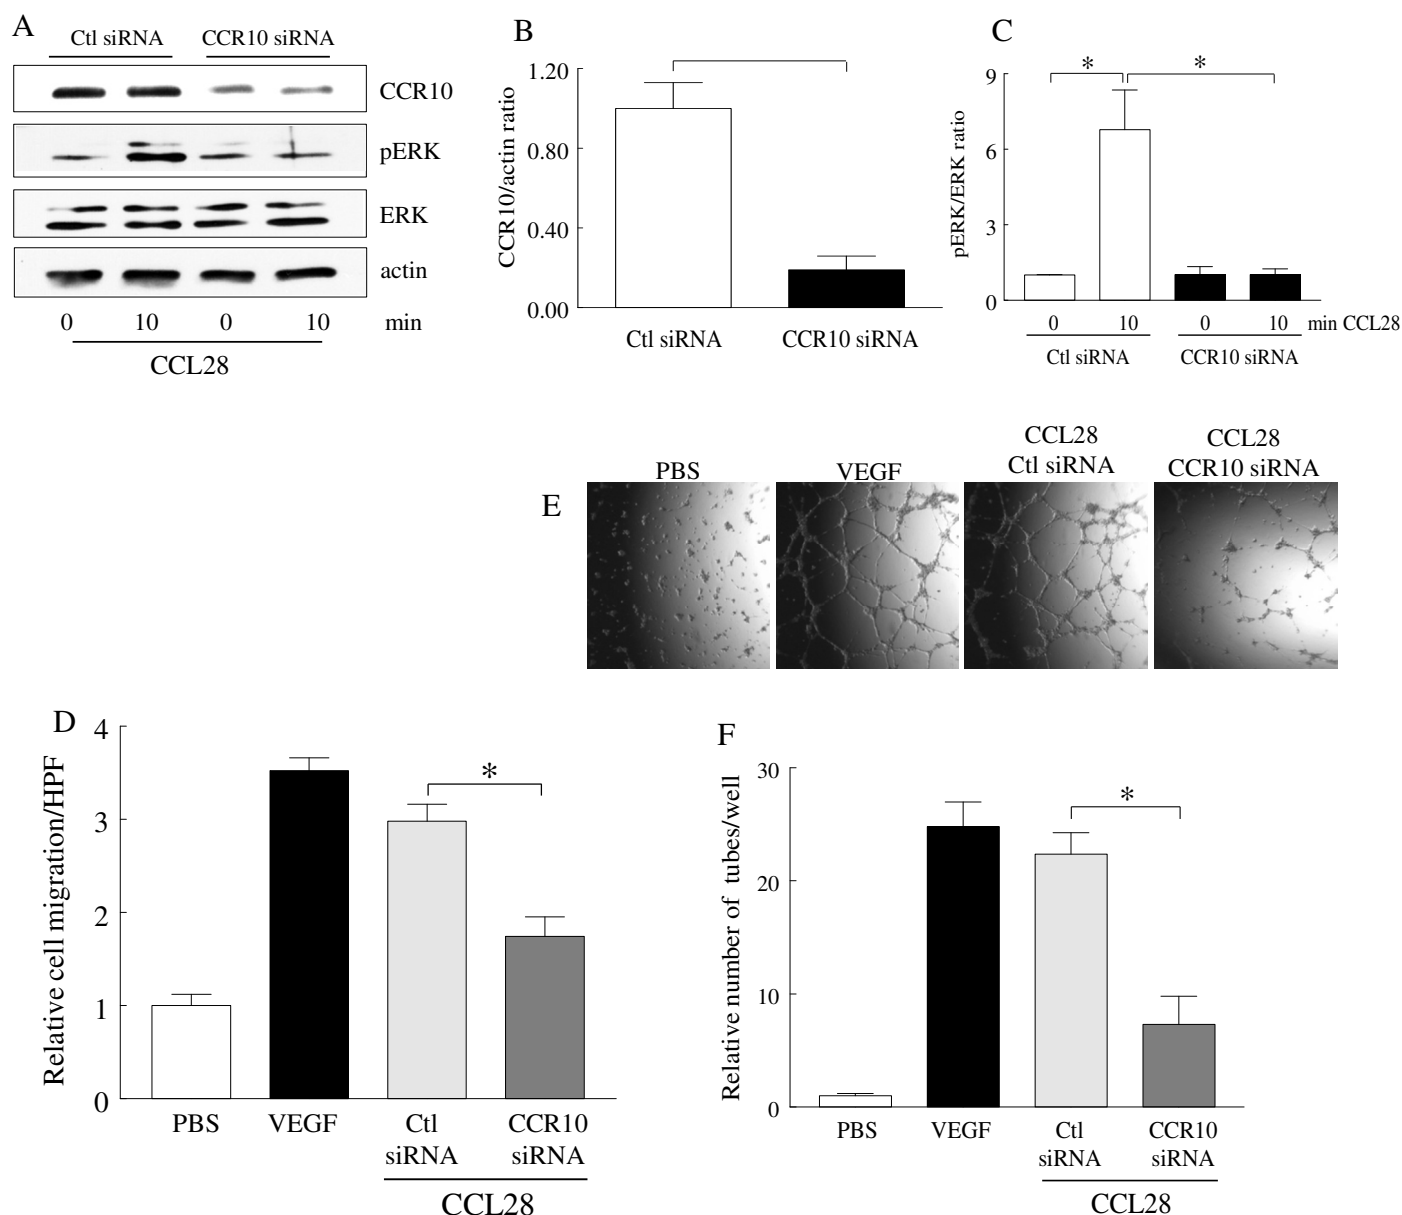 A
Ctl siRNA
CCR10 siRNA
CCR10
pERK
ERK
actin
0
10
0
10
min
CCL28
B
CCR10/actin ratio
1.20
0.80
0.40
0.00
Ctl siRNA
CCR10 siRNA
C
pERK/ERK ratio
9
6
3
0
*
*
0
10
0
10
min CCL28
Ctl siRNA
CCR10 siRNA
E
PBS
VEGF
CCL28
Ctl siRNA
CCL28
CCR10 siRNA
D
Relative cell migration/HPF
4
3
2
1
0
*
PBS
VEGF
Ctl
siRNA
CCR10
siRNA
CCL28
F
Relative number of tubes/well
30
20
10
0
*
PBS
VEGF
Ctl
siRNA
CCR10
siRNA
CCL28